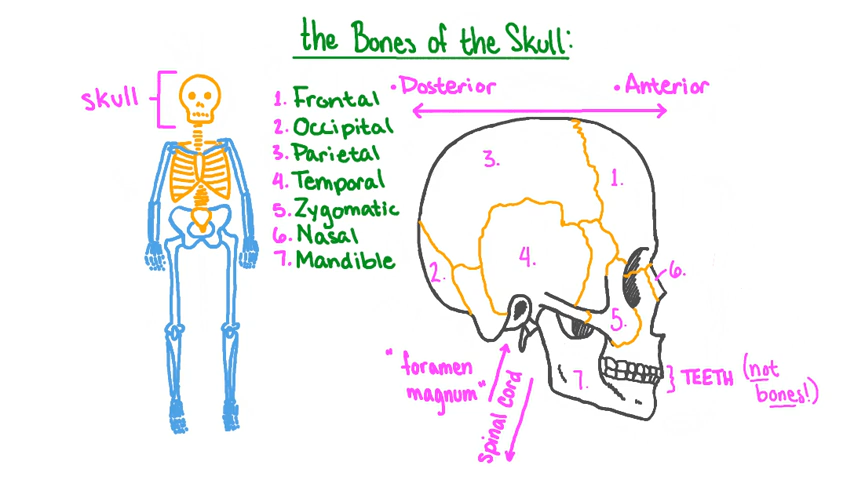 the Bones of the Skull:
skull
1. Frontal
2. Occipital
3. Parietal
4. Temporal
5. Zygomatic
6. Nasal
7. Mandible
• Posterior
• Anterior
3.
1.
4.
2.
6.
5.
7.
"foramen
magnum"
spinal cord
TEETH (not
bones!)